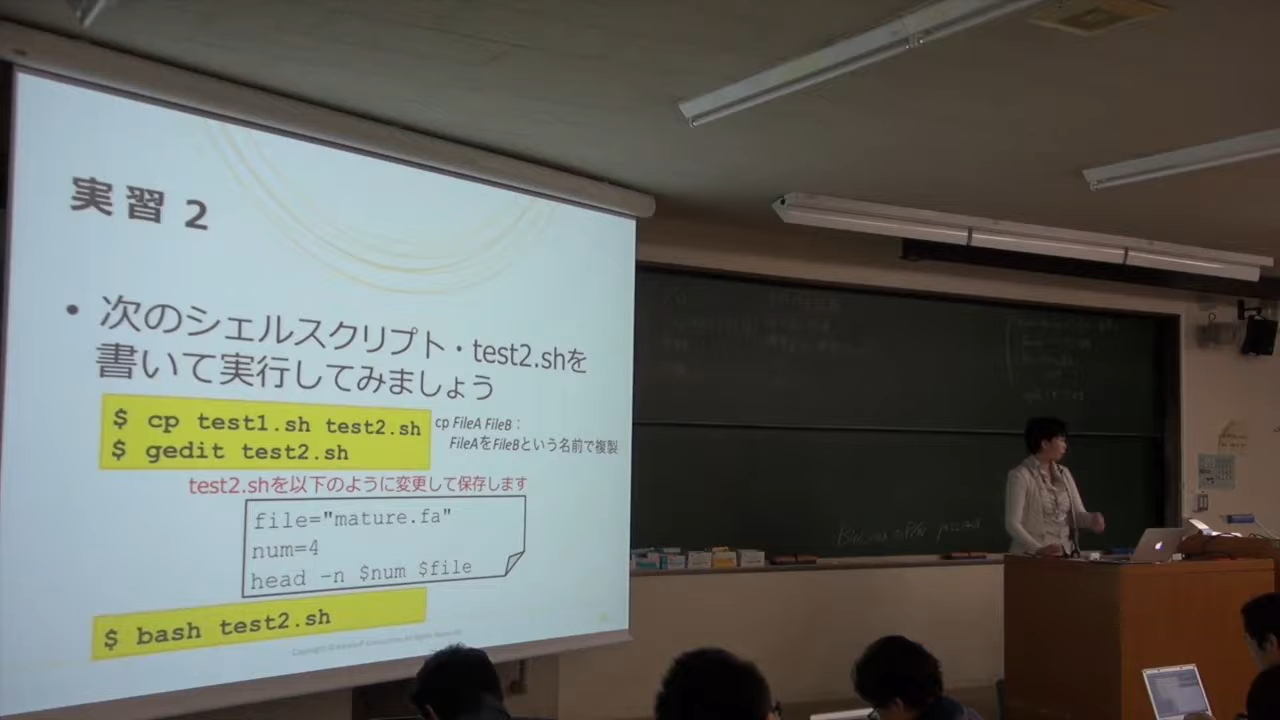 実習 2
• 次のシェルスクリプト・test2.shを
書いて実行してみましょう
$ cp test1.sh test2.sh
$ gedit test2.sh
cp FileA FileB：
FileAをFileBという名前で複製
test2.shを以下のように変更して保存します
file="mature.fa"
num=4
head -n $num $file
$ bash test2.sh